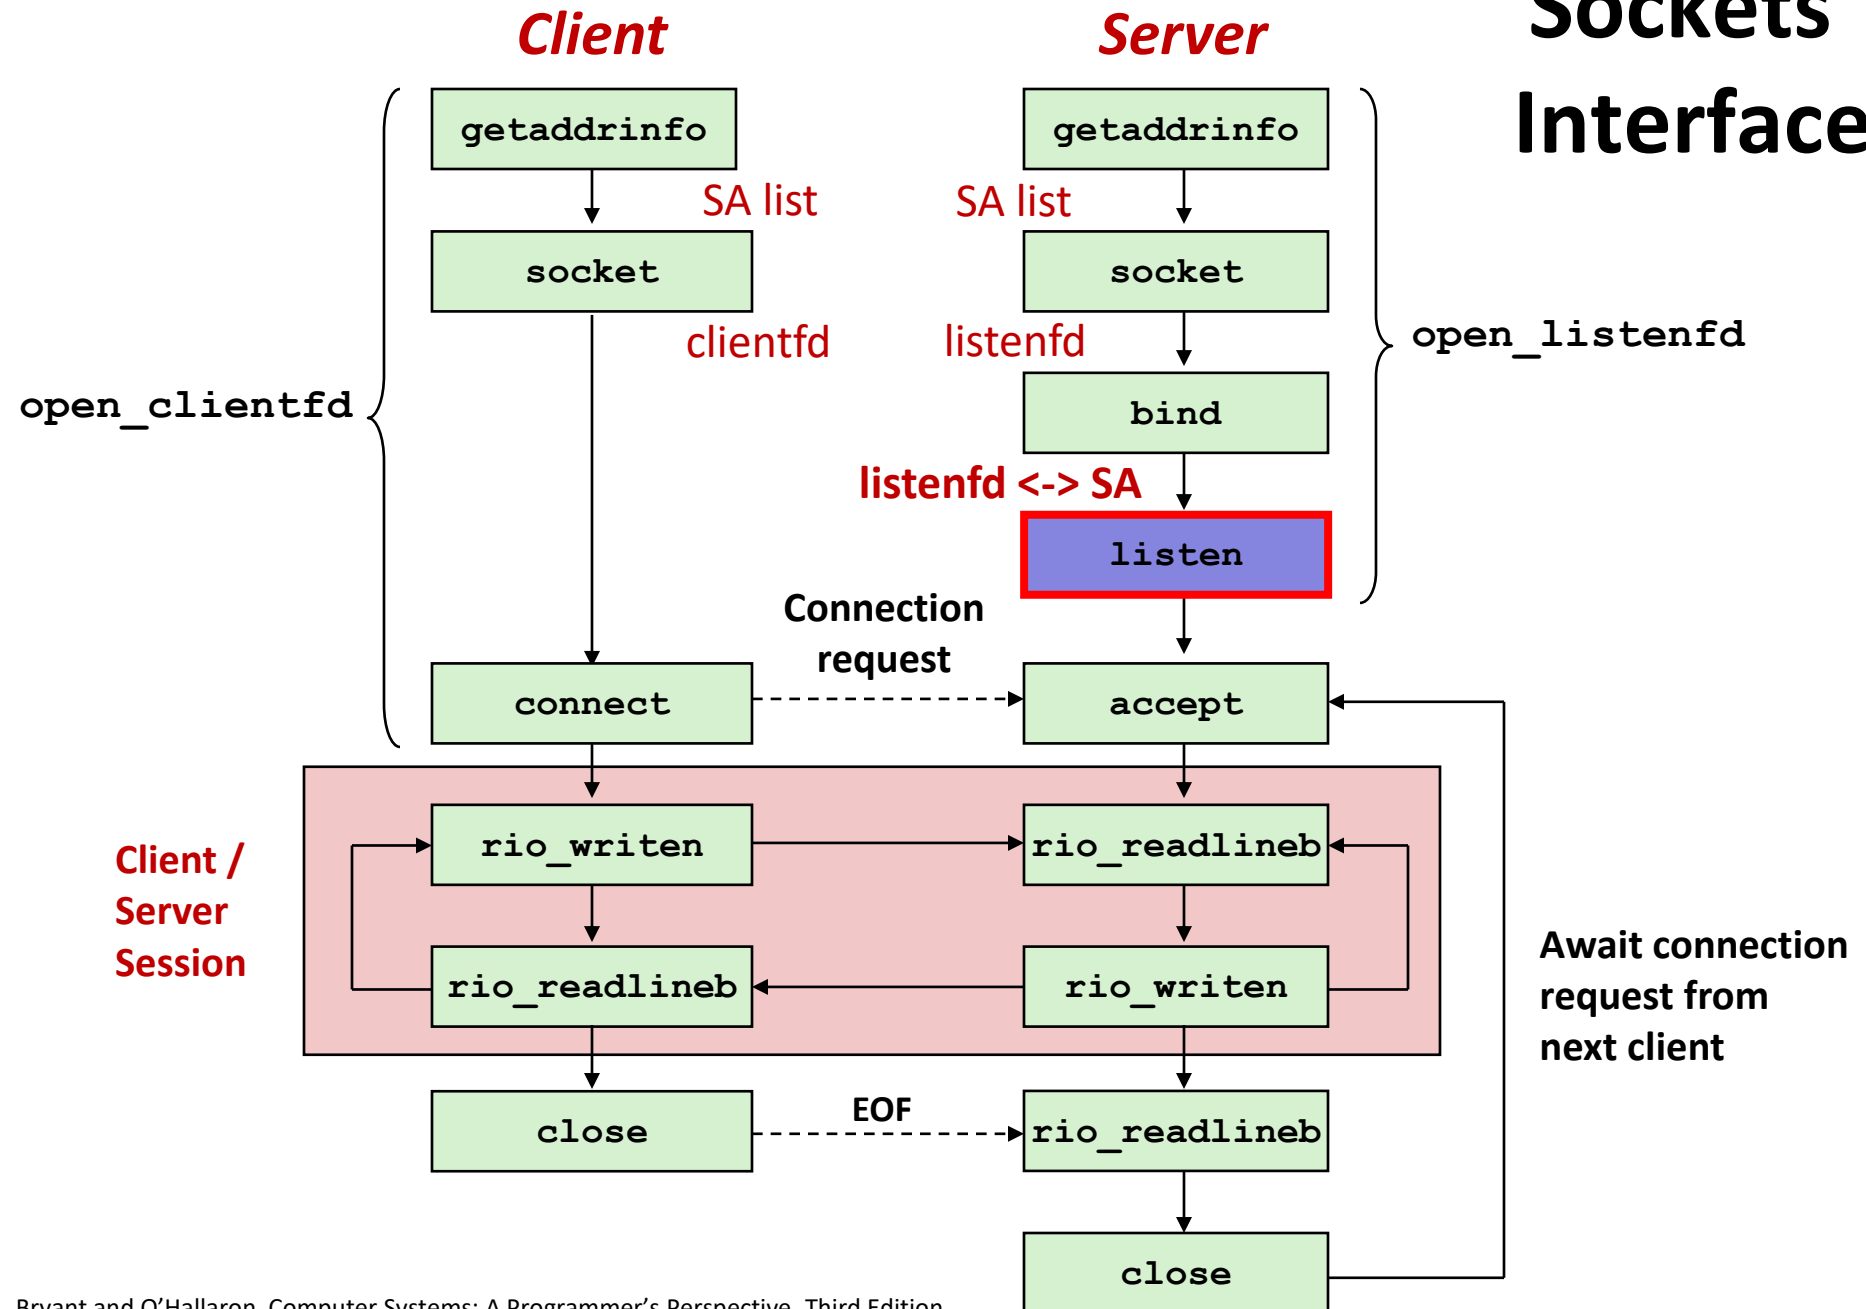 Sockets
Interface
Client
Server
getaddrinfo
getaddrinfo
SA list
SA list
socket
socket
clientfd
listenfd
open_listenfd
open_clientfd
bind
listenfd <-> SA
listen
Connection
request
connect
accept
Client /
Server
Session
rio_writen
rio_readlineb
rio_readlineb
rio_writen
Await connection
request from
next client
close
EOF
rio_readlineb
close
Bryant and O'Hallaron, Computer Systems: A Programmer's Perspective, Third Edition